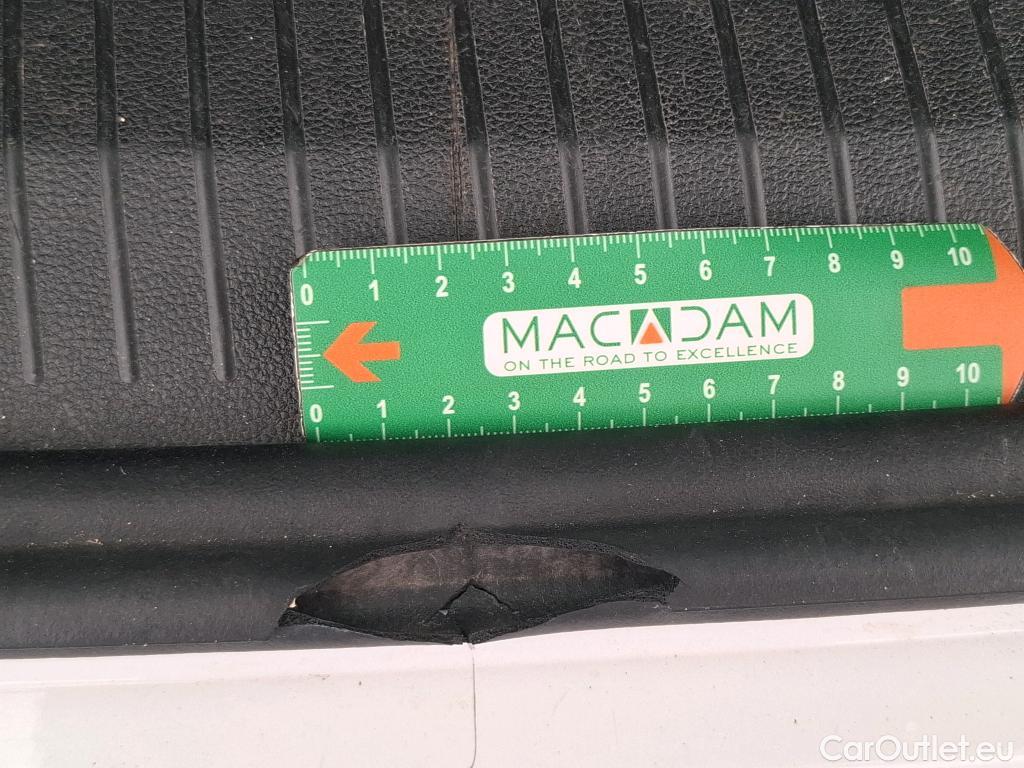 0 1 2 3 4 5 6 7 8 9 10
MACADAM
ON THE ROAD TO EXCELLENCE
0 1 2 3 4 5 6 7 8 9 10
CarOutlet.eu